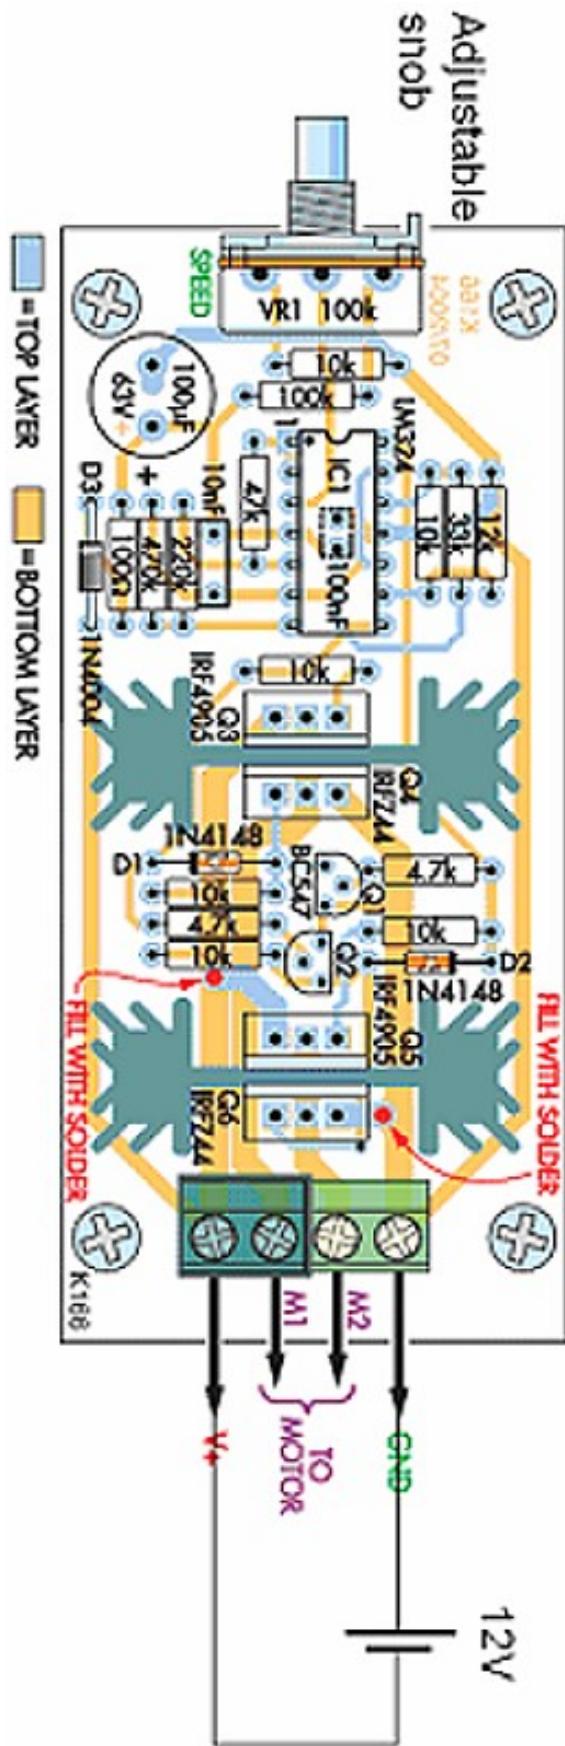 Adjustable
snob
SPEED
VR1 100k
K166
10k
100k
100µF
63V +
LM324
1
IC1
100nF
47k
10nF
220k
470k
100Ω
+
D3
1N4004
12k
33k
10k
10k
=TOP LAYER
=BOTTOM LAYER
Q3
IRF4905
Q4
IRFZ44
1N4148
D1
BC547
Q1
4.7k
10k
4.7k
10k
Q2
10k
D2
1N4148
FILL WITH SOLDER
Q5
IRF4905
FILL WITH SOLDER
Q6
IRFZ44
K166
M1
M2
TO
MOTOR
V+
GND
12V